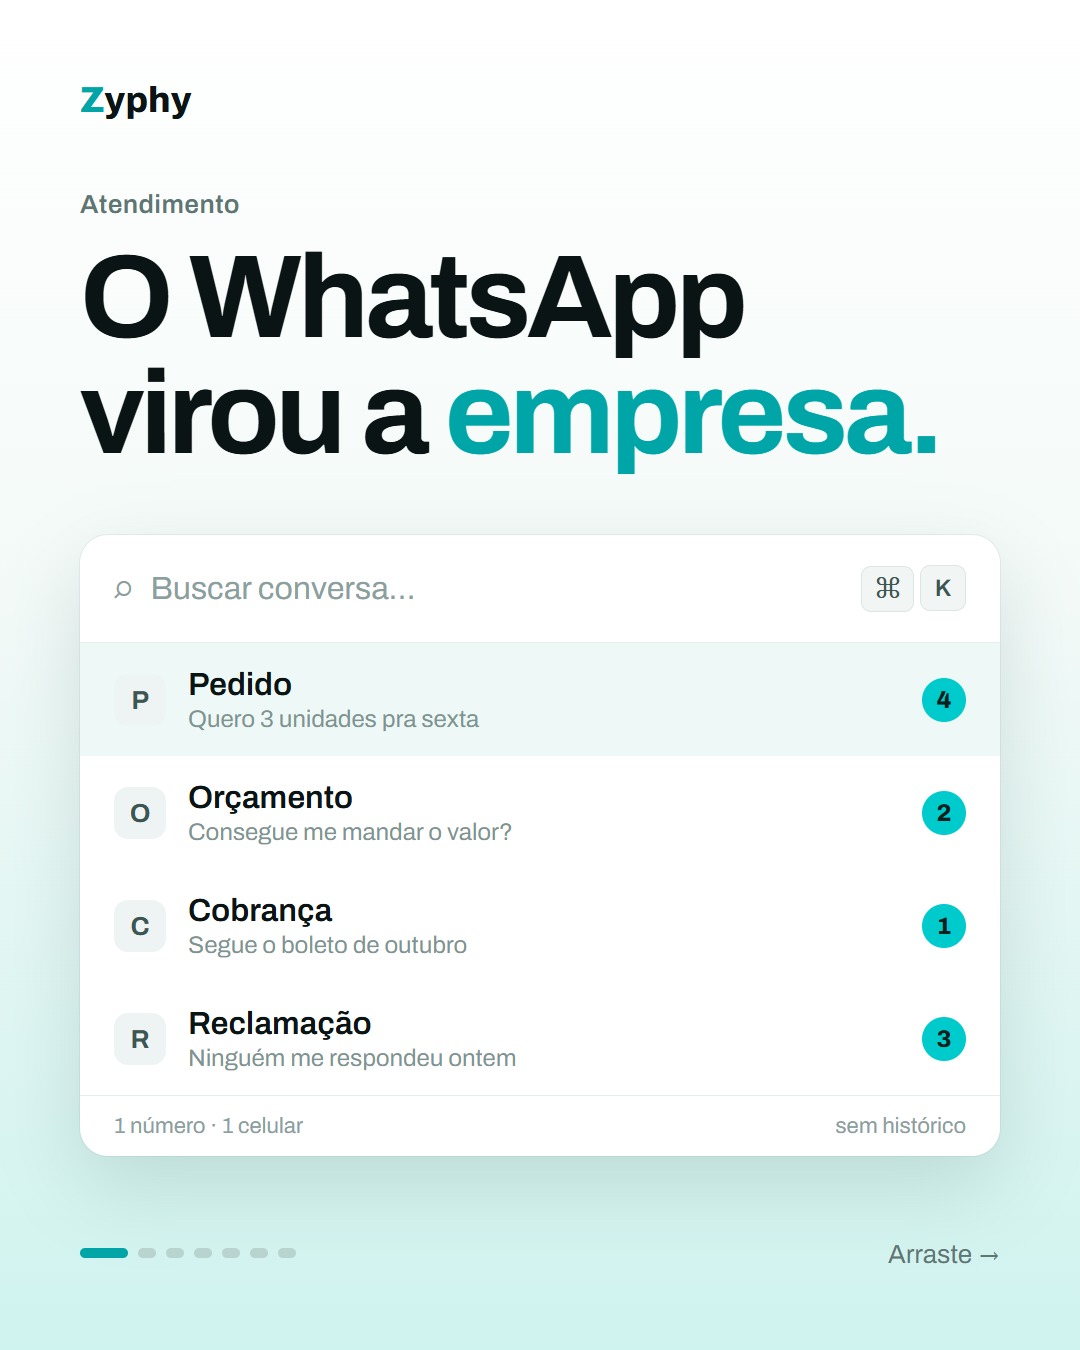 Zyphy
Atendimento
O WhatsApp
virou a empresa.
Buscar conversa...
⌘ K
P
Pedido
Quero 3 unidades pra sexta
4
O
Orçamento
Consegue me mandar o valor?
2
C
Cobrança
Segue o boleto de outubro
1
R
Reclamação
Ninguém me respondeu ontem
3
1 número · 1 celular
sem histórico
Arraste →